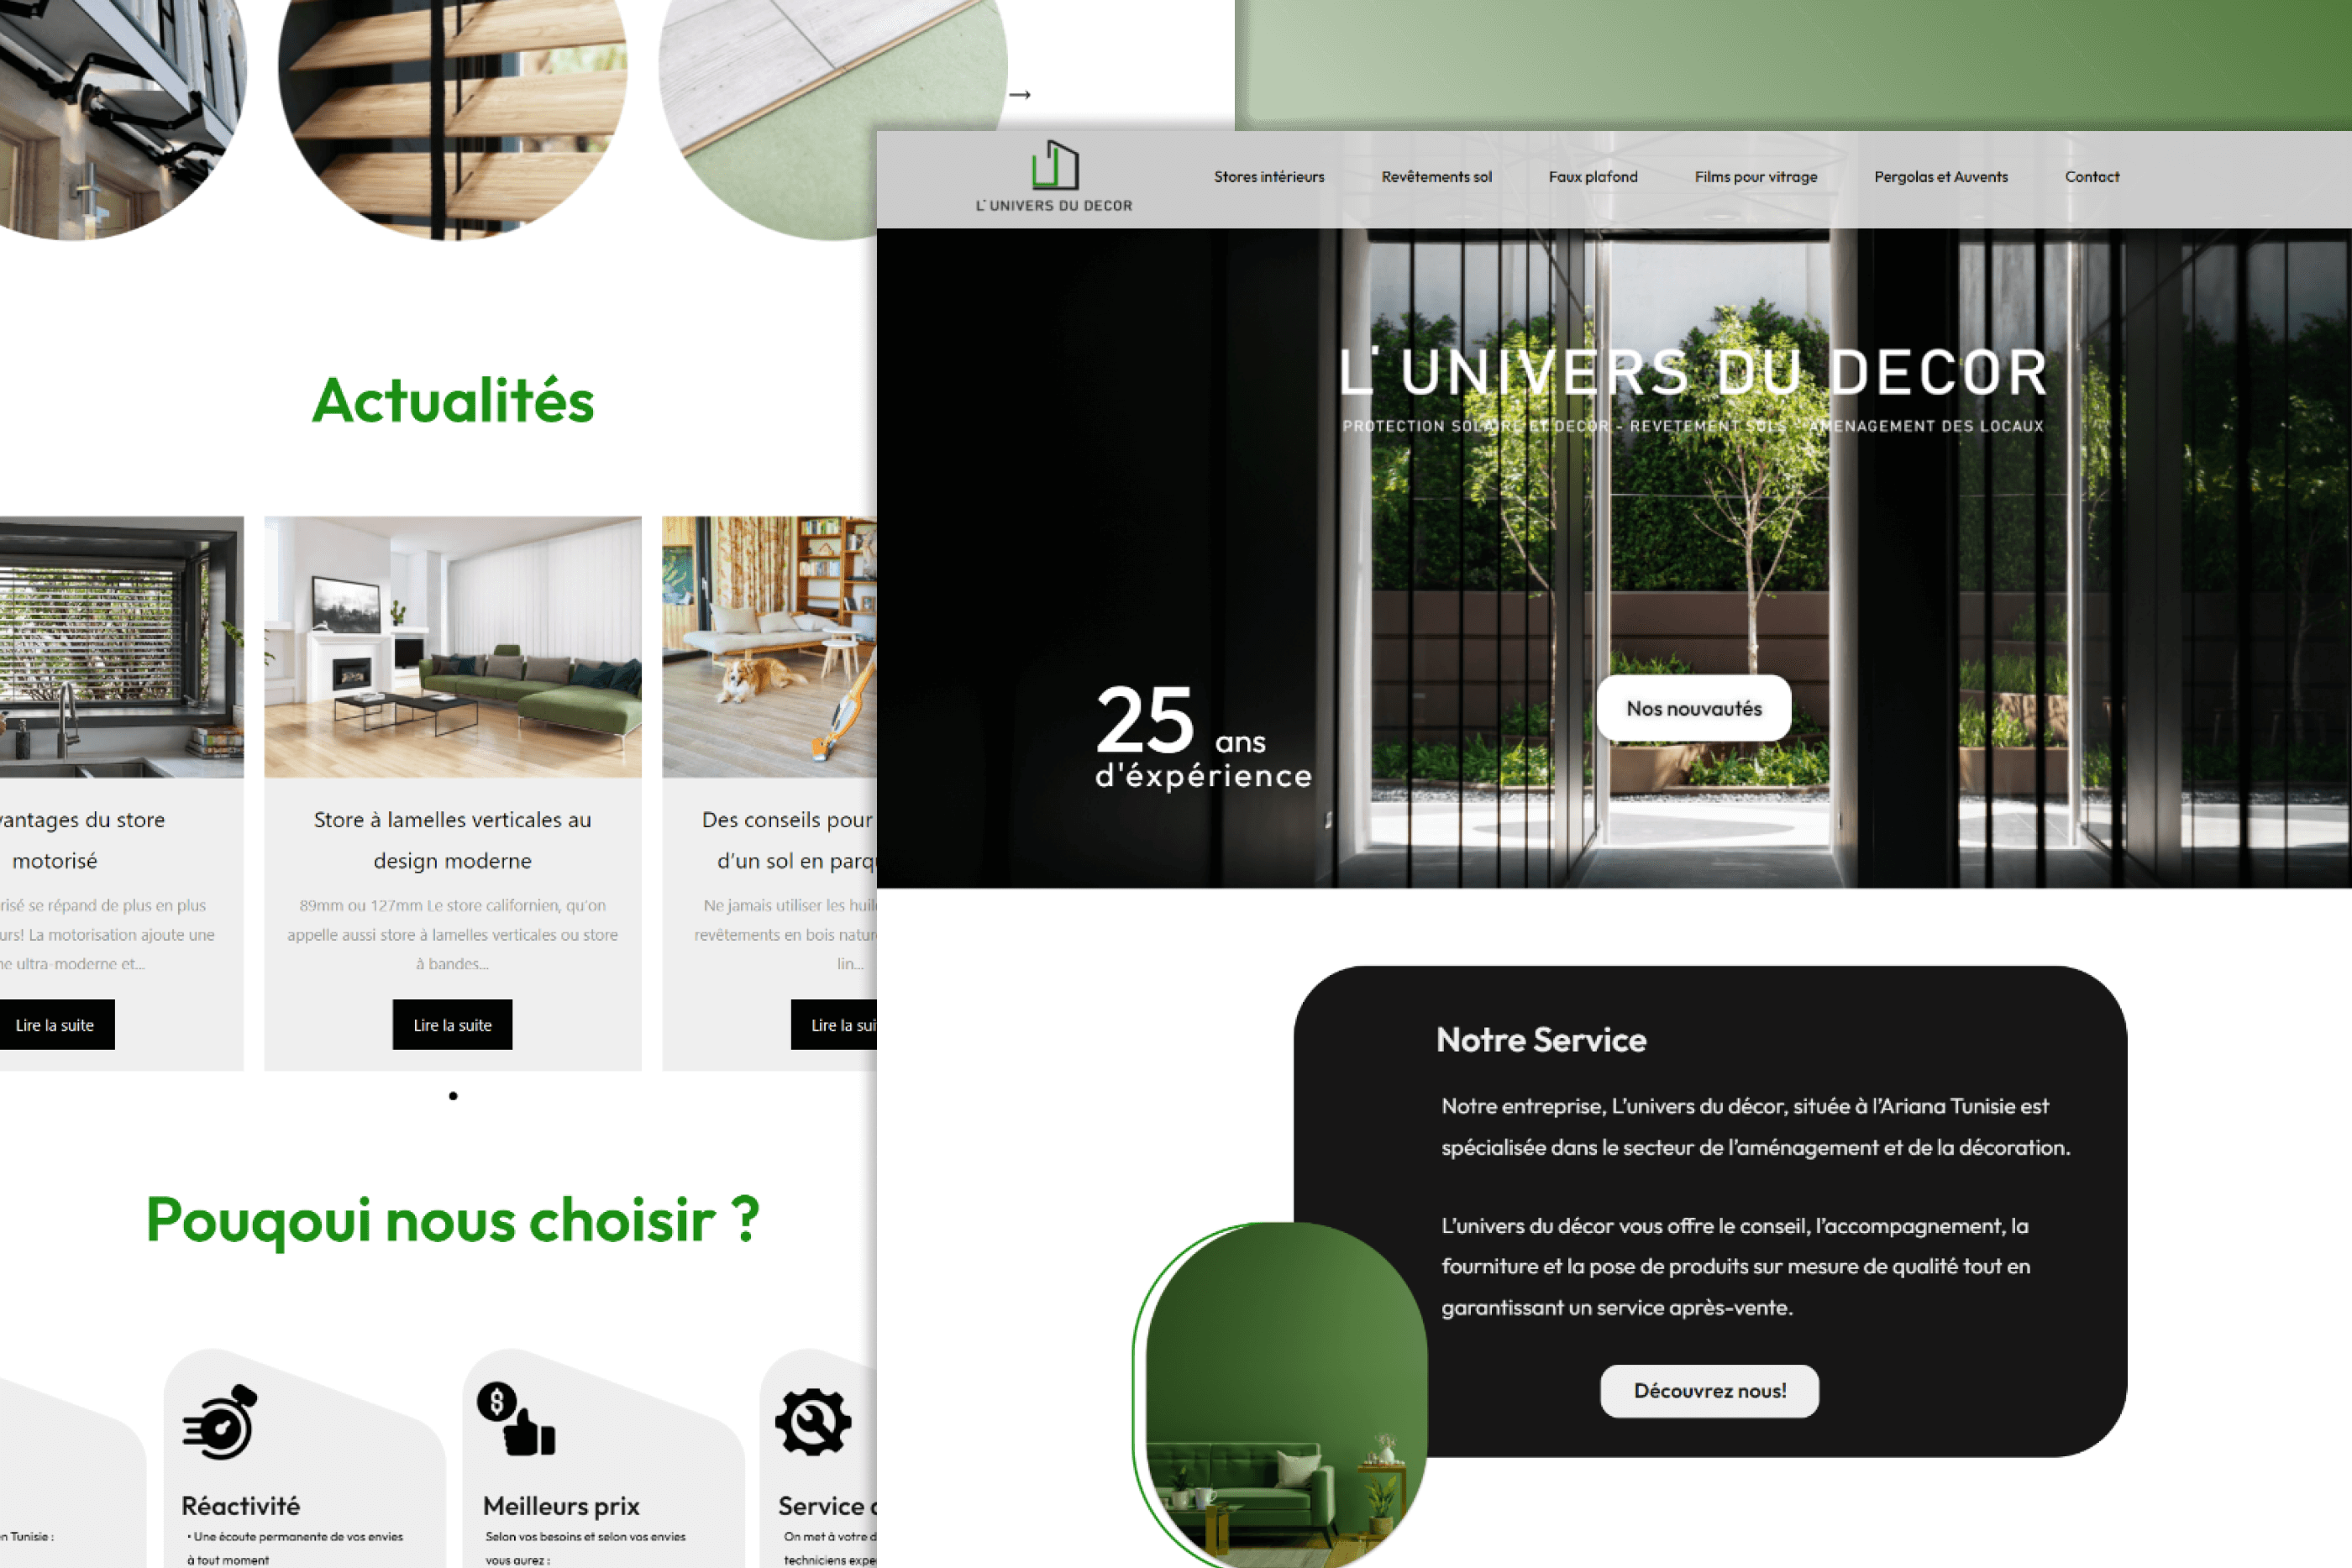 →
Actualités
vantages du store
motorisé
risé se répand de plus en plus
urs! La motorisation ajoute une
ne ultra-moderne et...
Lire la suite
Store à lamelles verticales au
design moderne
89mm ou 127mm Le store californien, qu'on
appelle aussi store à lamelles verticales ou store
à bandes...
Lire la suite
Des conseils pour
d'un sol en parqu
Ne jamais utiliser les huil
revêtements en bois natur
lin...
Lire la sui
Pouqoui nous choisir ?
n Tunisie :
Réactivité
• Une écoute permanente de vos envies
à tout moment
$
Meilleurs prix
Selon vos besoins et selon vos envies
vous aurez :
Service
On met à votre d
techniciens expe
L' UNIVERS DU DECOR
Stores intérieurs
Revêtements sol
Faux plafond
Films pour vitrage
Pergolas et Auvents
Contact
L' UNIVERS DU DECOR
PROTECTION SOLAIRE ET DECOR - REVETEMENT SOLS - AMENAGEMENT DES LOCAUX
25 ans
d'éxpérience
Nos nouvautés
Notre Service
Notre entreprise, L'univers du décor, située à l'Ariana Tunisie est
spécialisée dans le secteur de l'aménagement et de la décoration.
L'univers du décor vous offre le conseil, l'accompagnement, la
fourniture et la pose de produits sur mesure de qualité tout en
garantissant un service après-vente.
Découvrez nous!